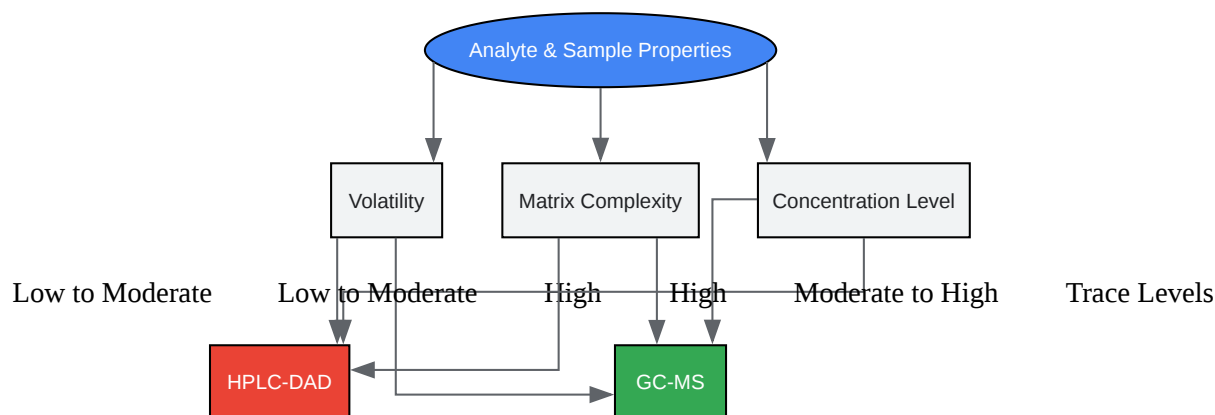 Analyte & Sample Properties
Volatility
Matrix Complexity
Concentration Level
Low to Moderate
Low to Moderate
High
High
Moderate to High
Trace Levels
HPLC-DAD
GC-MS